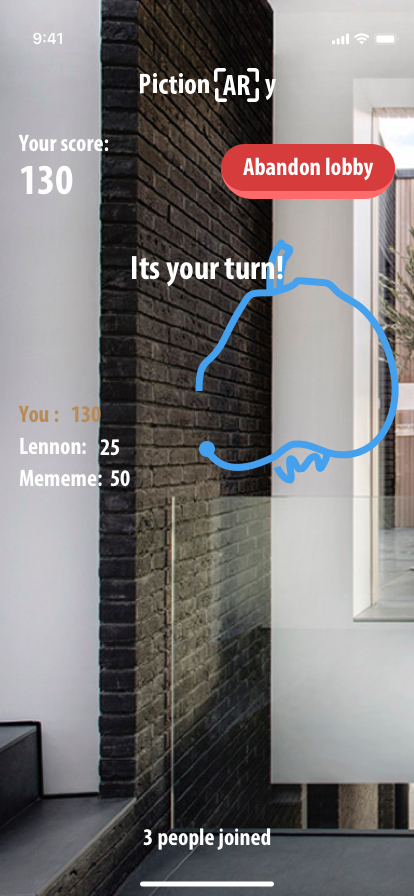 9:41
Piction[AR]y
Your score:
130
Abandon lobby
Its your turn!
You : 130
Lennon: 25
Mememe: 50
3 people joined